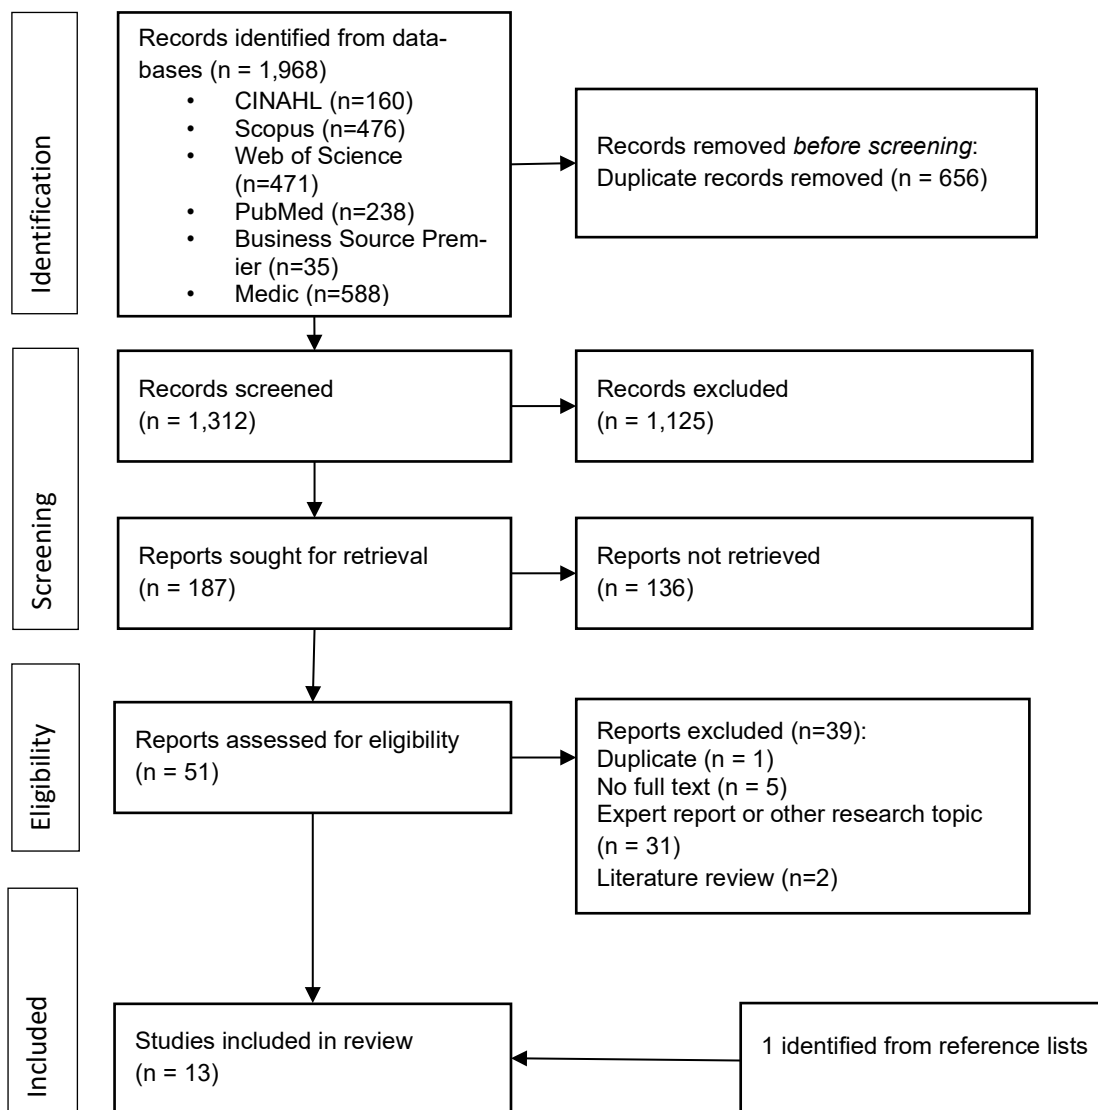 Identification
Records identified from data-
bases (n = 1,968)
• CINAHL (n=160)
• Scopus (n=476)
• Web of Science
(n=471)
• PubMed (n=238)
• Business Source Prem-
ier (n=35)
• Medic (n=588)
Records removed before screening:
Duplicate records removed (n = 656)
Screening
Records screened
(n = 1,312)
Records excluded
(n = 1,125)
Reports sought for retrieval
(n = 187)
Reports not retrieved
(n = 136)
Eligibility
Reports assessed for eligibility
(n = 51)
Reports excluded (n=39):
Duplicate (n = 1)
No full text (n = 5)
Expert report or other research topic
(n = 31)
Literature review (n=2)
Included
Studies included in review
(n = 13)
1 identified from reference lists